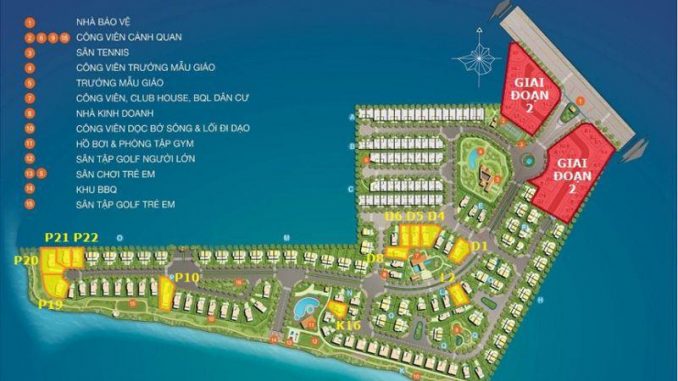 1 NHÀ BẢO VỆ
2 6 9 16 CÔNG VIÊN CẢNH QUAN
3 SÂN TENNIS
4 CÔNG VIÊN TRƯỜNG MẪU GIÁO
5 TRƯỜNG MẪU GIÁO
7 CÔNG VIÊN, CLUB HOUSE, BQL DÂN CƯ
8 NHÀ KINH DOANH
10 CÔNG VIÊN DỌC BỜ SÔNG & LỐI ĐI DẠO
11 HỒ BƠI & PHÒNG TẬP GYM
12 SÂN TẬP GOLF NGƯỜI LỚN
13 5 SÂN CHƠI TRẺ EM
14 KHU BBQ
15 SÂN TẬP GOLF TRẺ EM
GIAI
ĐOẠN
2
GIAI
ĐOẠN
2
A
B
C
D6 D5 D4
D1
D8
P21 P22
O
M
P20
P10
P19
K16
H
K